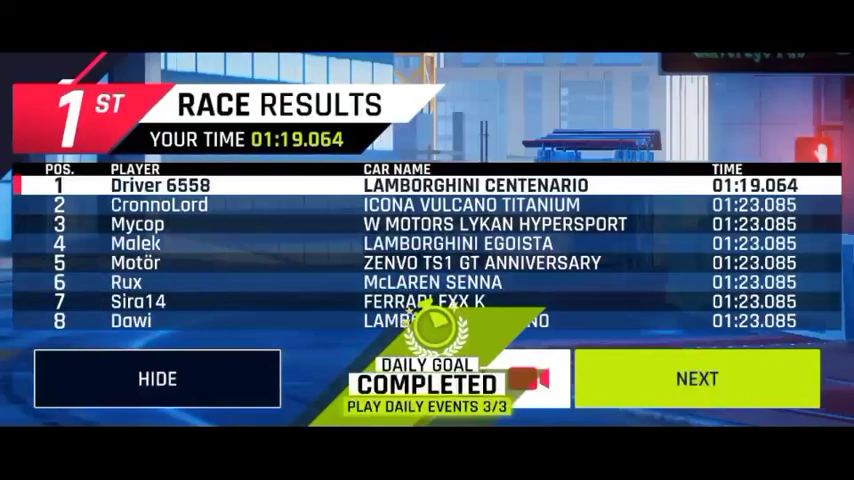 1ST
RACE RESULTS
YOUR TIME 01:19.064
POS. PLAYER CAR NAME TIME
1 Driver 6558 LAMBORGHINI CENTENARIO 01:19.064
2 CronnoLord ICONA VULCANO TITANIUM 01:23.085
3 Mycop W MOTORS LYKAN HYPERSPORT 01:23.085
4 Malek LAMBORGHINI EGOISTA 01:23.085
5 Motör ZENVO TS1 GT ANNIVERSARY 01:23.085
6 Rux McLAREN SENNA 01:23.085
7 Sira14 FERRARI FXX K 01:23.085
8 Dawi 01:23.085
HIDE
DAILY GOAL
COMPLETED
PLAY DAILY EVENTS 3/3
NEXT